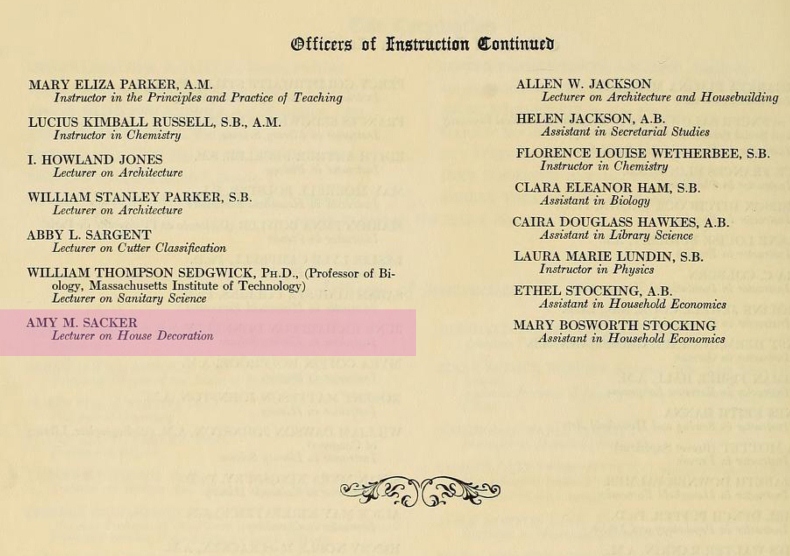 Officers of Instruction Continued
MARY ELIZA PARKER, A.M.
Instructor in the Principles and Practice of Teaching
LUCIUS KIMBALL RUSSELL, S.B., A.M.
Instructor in Chemistry
I. HOWLAND JONES
Lecturer on Architecture
WILLIAM STANLEY PARKER, S.B.
Lecturer on Architecture
ABBY L. SARGENT
Lecturer on Cutter Classification
WILLIAM THOMPSON SEDGWICK, PH.D., (Professor of Bi-
ology, Massachusetts Institute of Technology)
Lecturer on Sanitary Science
AMY M. SACKER
Lecturer on House Decoration
ALLEN W. JACKSON
Lecturer on Architecture and Housebuilding
HELEN JACKSON, A.B.
Assistant in Secretarial Studies
FLORENCE LOUISE WETHERBEE, S.B.
Instructor in Chemistry
CLARA ELEANOR HAM, S.B.
Assistant in Biology
CAIRA DOUGLASS HAWKES, A.B.
Assistant in Library Science
LAURA MARIE LUNDIN, S.B.
Instructor in Physics
ETHEL STOCKING, A.B.
Assistant in Household Economics
MARY BOSWORTH STOCKING
Assistant in Household Economics